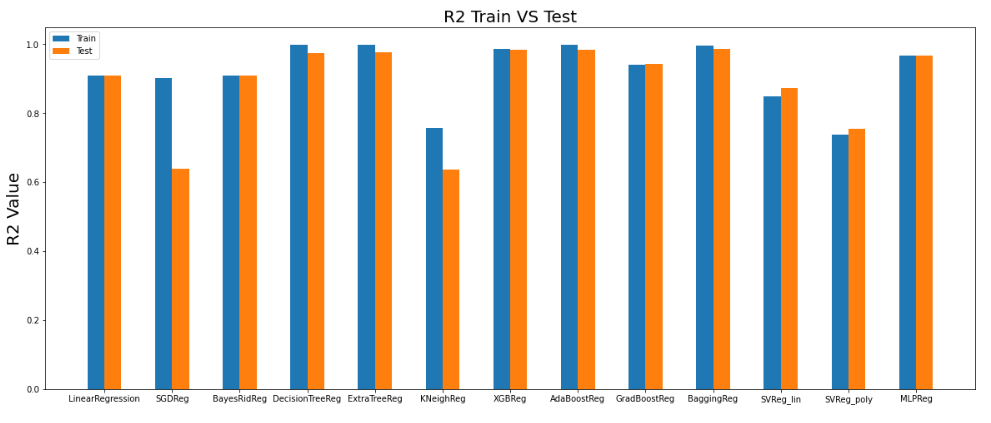 R2 Train VS Test
Train
Test
R2 Value
1.0
0.8
0.6
0.4
0.2
0.0
LinearRegression SGDReg BayesRidReg DecisionTreeReg ExtraTreeReg KNeighReg XGBReg AdaBoostReg GradBoostReg BaggingReg SVReg_lin SVReg_poly MLPReg